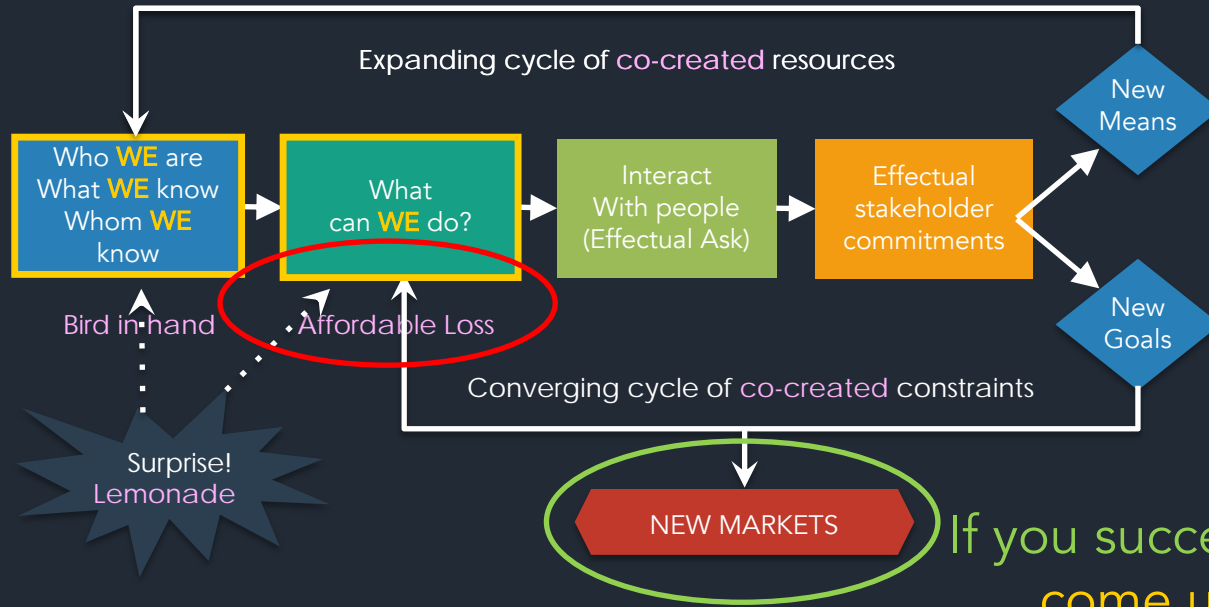 Expanding cycle of co-created resources
New
Means
Who WE are
What WE know
Whom WE
know
What
can WE do?
Interact
With people
(Effectual Ask)
Effectual
stakeholder
commitments
New
Goals
Bird in hand
Affordable Loss
Converging cycle of co-created constraints
Surprise!
Lemonade
NEW MARKETS
If you
come